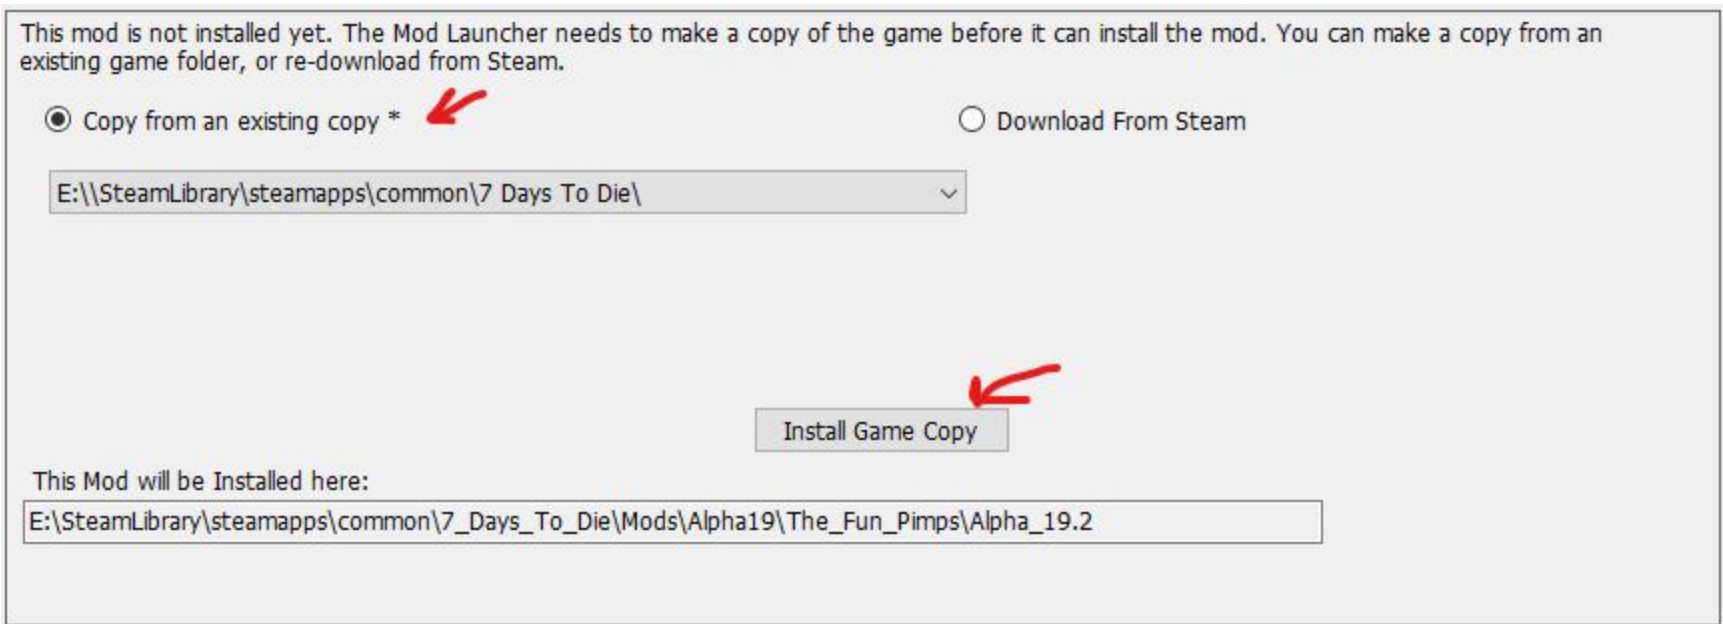 This mod is not installed yet. The Mod Launcher needs to make a copy of the game before it can install the mod. You can make a copy from an
existing game folder, or re-download from Steam.
Copy from an existing copy *
Download From Steam
E:\\SteamLibrary\steamapps\common\7 Days To Die\
Install Game Copy
This Mod will be Installed here:
E:\SteamLibrary\steamapps\common\7_Days_To_Die\Mods\Alpha19\The_Fun_Pimps\Alpha_19.2